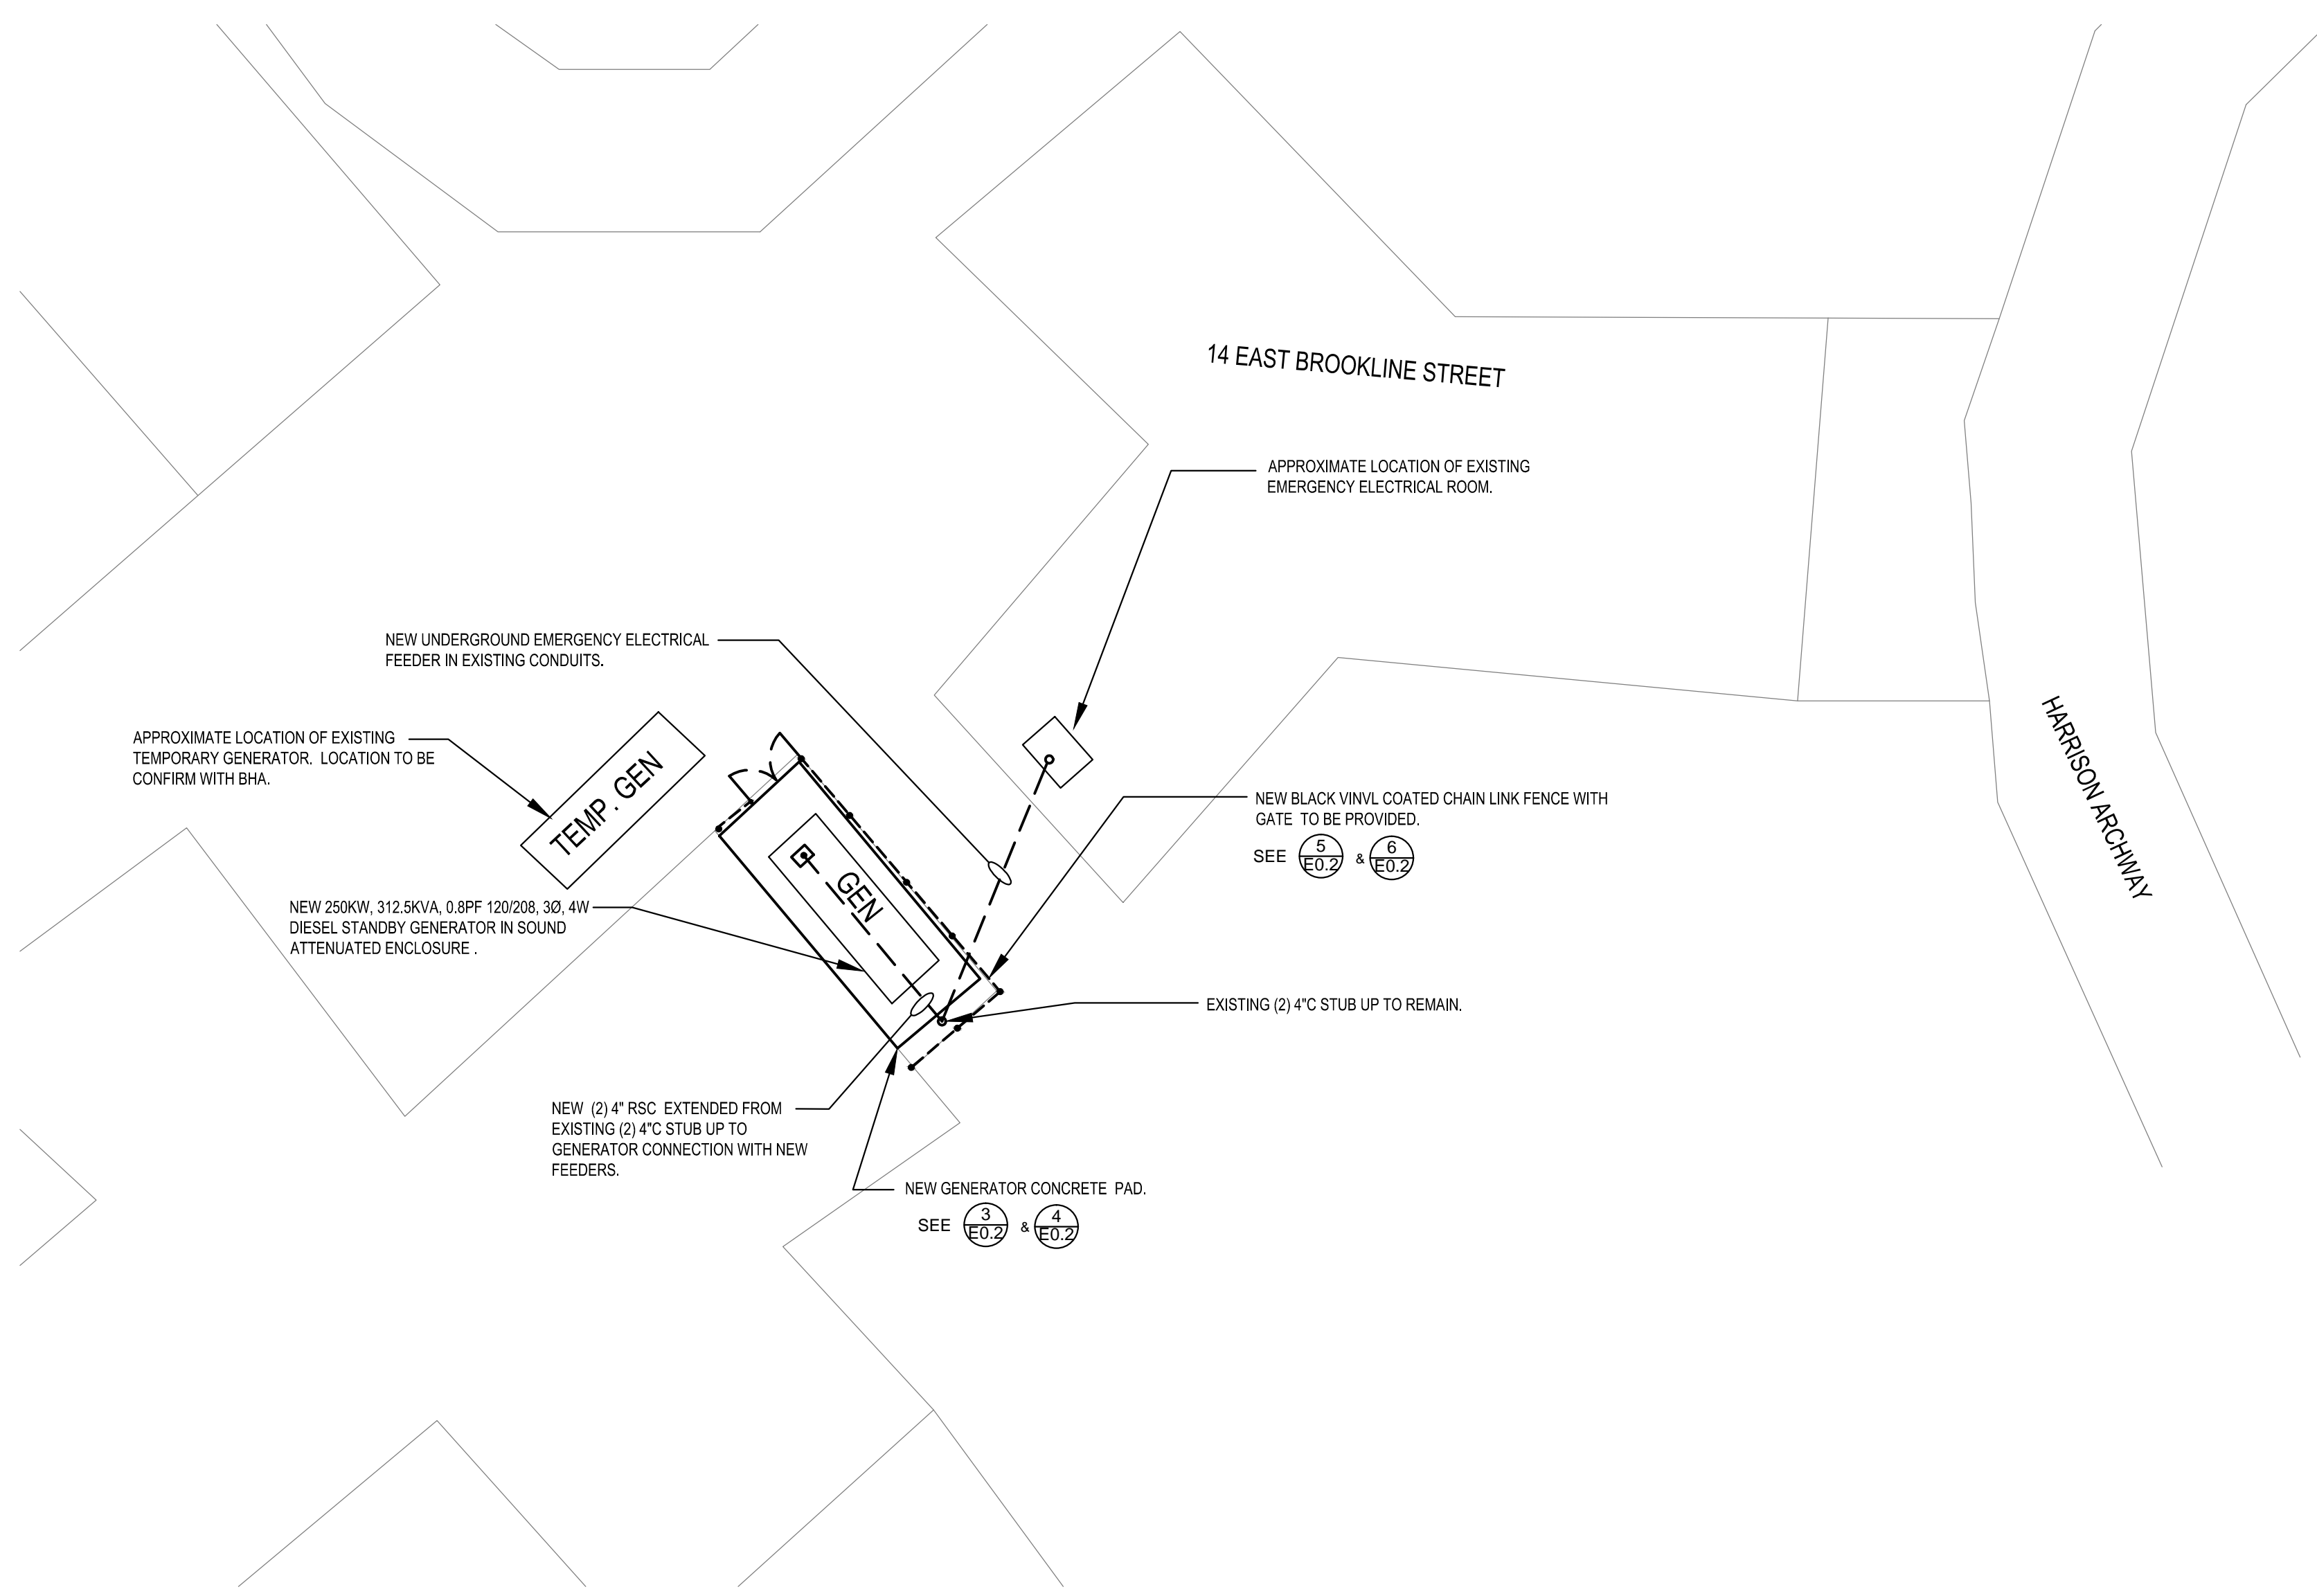 14 EAST BROOKLINE STREET
APPROXIMATE LOCATION OF EXISTING
EMERGENCY ELECTRICAL ROOM.
NEW UNDERGROUND EMERGENCY ELECTRICAL
FEEDER IN EXISTING CONDUITS.
APPROXIMATE LOCATION OF EXISTING
TEMPORARY GENERATOR. LOCATION TO BE
CONFIRM WITH BHA.
TEMP. GEN
HARRISON ARCHWAY
NEW BLACK VINVL COATED CHAIN LINK FENCE WITH
GATE TO BE PROVIDED.
SEE 5 E0.2 & 6 E0.2
GEN
NEW 250KW, 312.5KVA, 0.8PF 120/208, 3Ø, 4W
DIESEL STANDBY GENERATOR IN SOUND
ATTENUATED ENCLOSURE .
EXISTING (2) 4"C STUB UP TO REMAIN.
NEW (2) 4" RSC EXTENDED FROM
EXISTING (2) 4"C STUB UP TO
GENERATOR CONNECTION WITH NEW
FEEDERS.
NEW GENERATOR CONCRETE PAD.
SEE 3 E0.2 & 4 E0.2